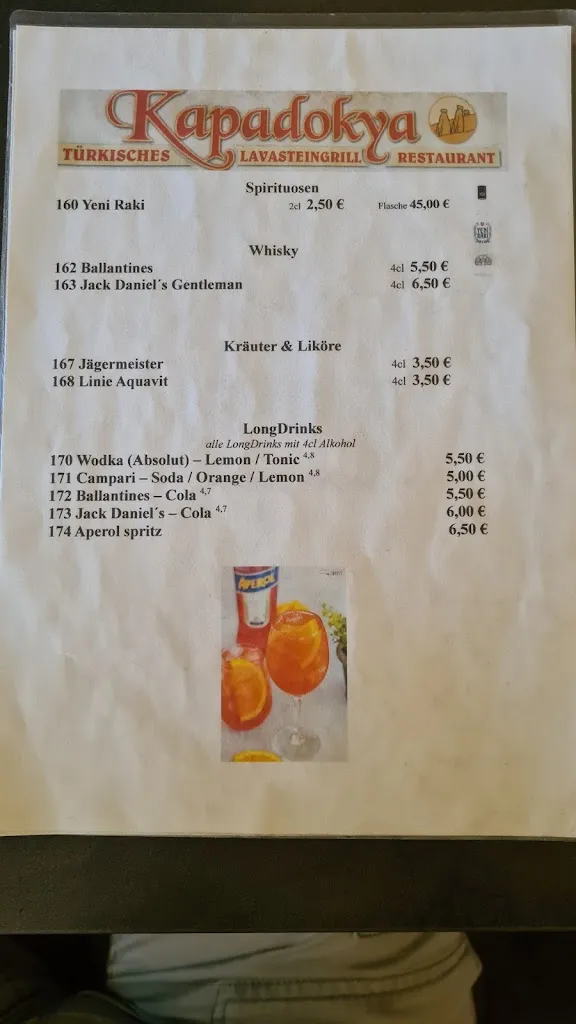 Kapadokya
TÜRKISCHES LAVASTEINGRILL RESTAURANT
Spirituosen
160 Yeni Raki 2cl 2,50 € Flasche 45,00 €
YENİ RAKI
Whisky
162 Ballantines 4cl 5,50 €
163 Jack Daniel´s Gentleman 4cl 6,50 €
Kräuter & Liköre
167 Jägermeister 4cl 3,50 €
168 Linie Aquavit 4cl 3,50 €
LongDrinks
alle LongDrinks mit 4cl Alkohol
170 Wodka (Absolut) – Lemon / Tonic 4,8 5,50 €
171 Campari – Soda / Orange / Lemon 4,8 5,00 €
172 Ballantines – Cola 4,7 5,50 €
173 Jack Daniel´s – Cola 4,7 6,00 €
174 Aperol spritz 6,50 €
APEROL